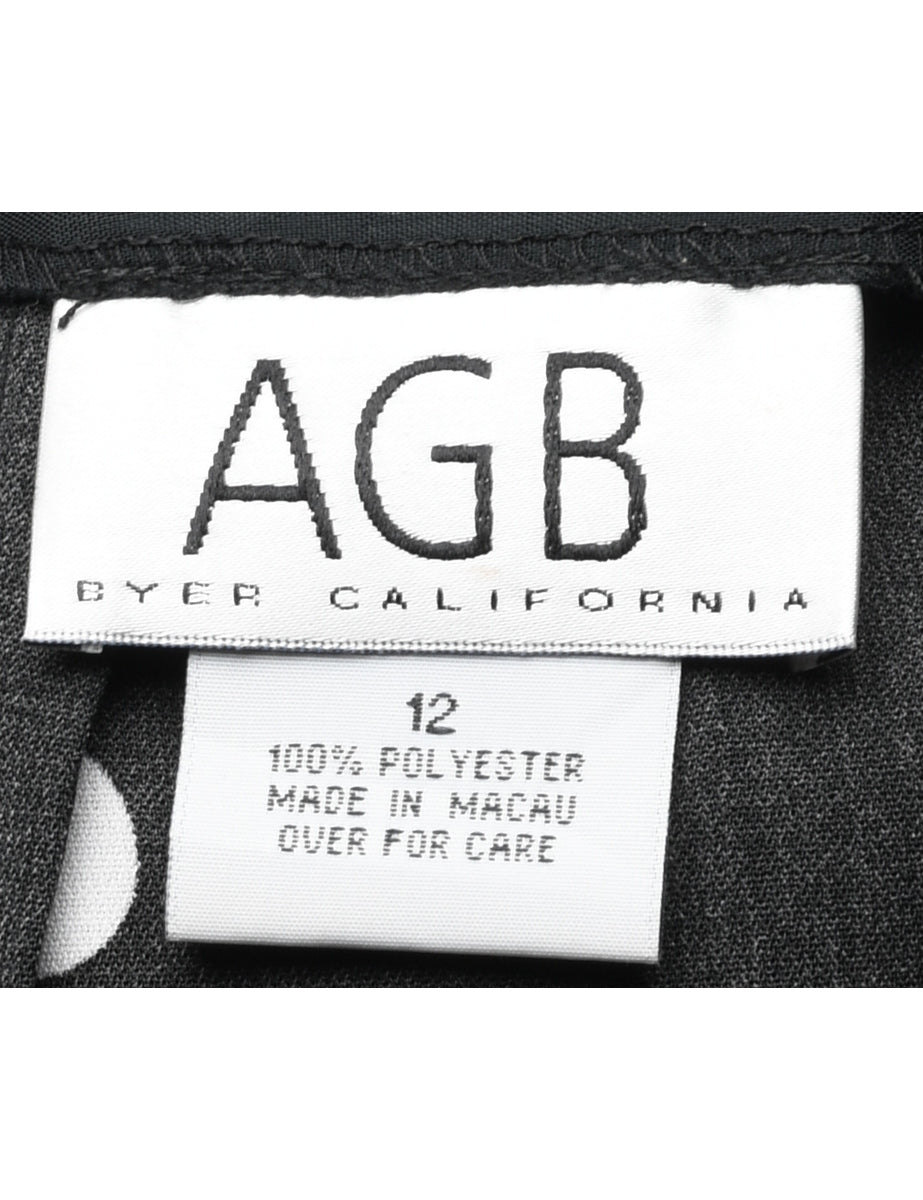 AGB
BYER CALIFORNIA
12
100% POLYESTER
MADE IN MACAU
OVER FOR CARE